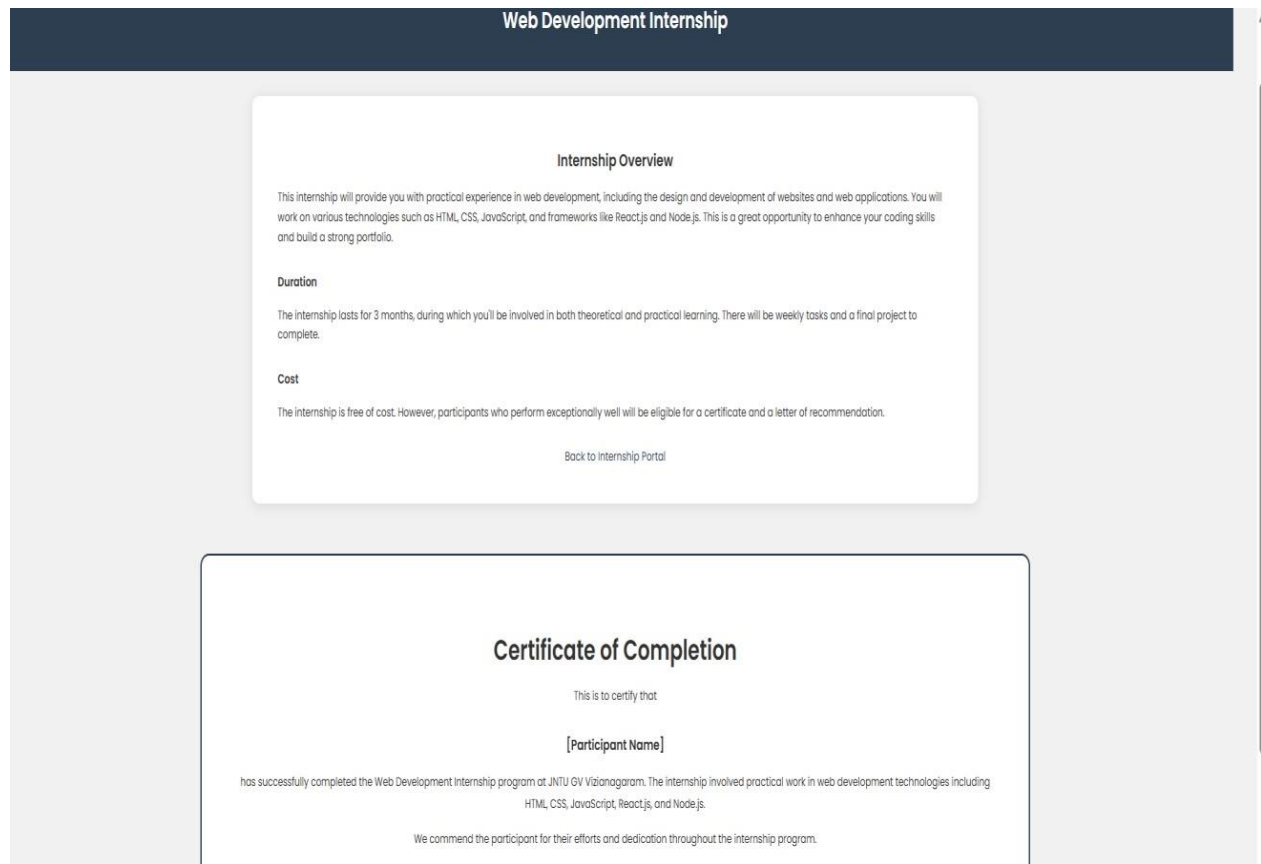 Web Development Internship
Internship Overview
This internship will provide you with practical experience in web development, including the design and development of websites and web applications. You will
work on various technologies such as HTML, CSS, JavaScript, and frameworks like React.js and Node.js. This is a great opportunity to enhance your coding skills
and build a strong portfolio.
Duration
The internship lasts for 3 months, during which you'll be involved in both theoretical and practical learning. There will be weekly tasks and a final project to
complete.
Cost
The internship is free of cost. However, participants who perform exceptionally well will be eligible for a certificate and a letter of recommendation.
Back to Internship Portal
Certificate of Completion
This is to certify that
[Participant Name]
has successfully completed the Web Development Internship program at JNTU GV Vizianagaram. The internship involved practical work in web development technologies including
HTML, CSS, JavaScript, React.js, and Node.js.
We commend the participant for their efforts and dedication throughout the internship program.